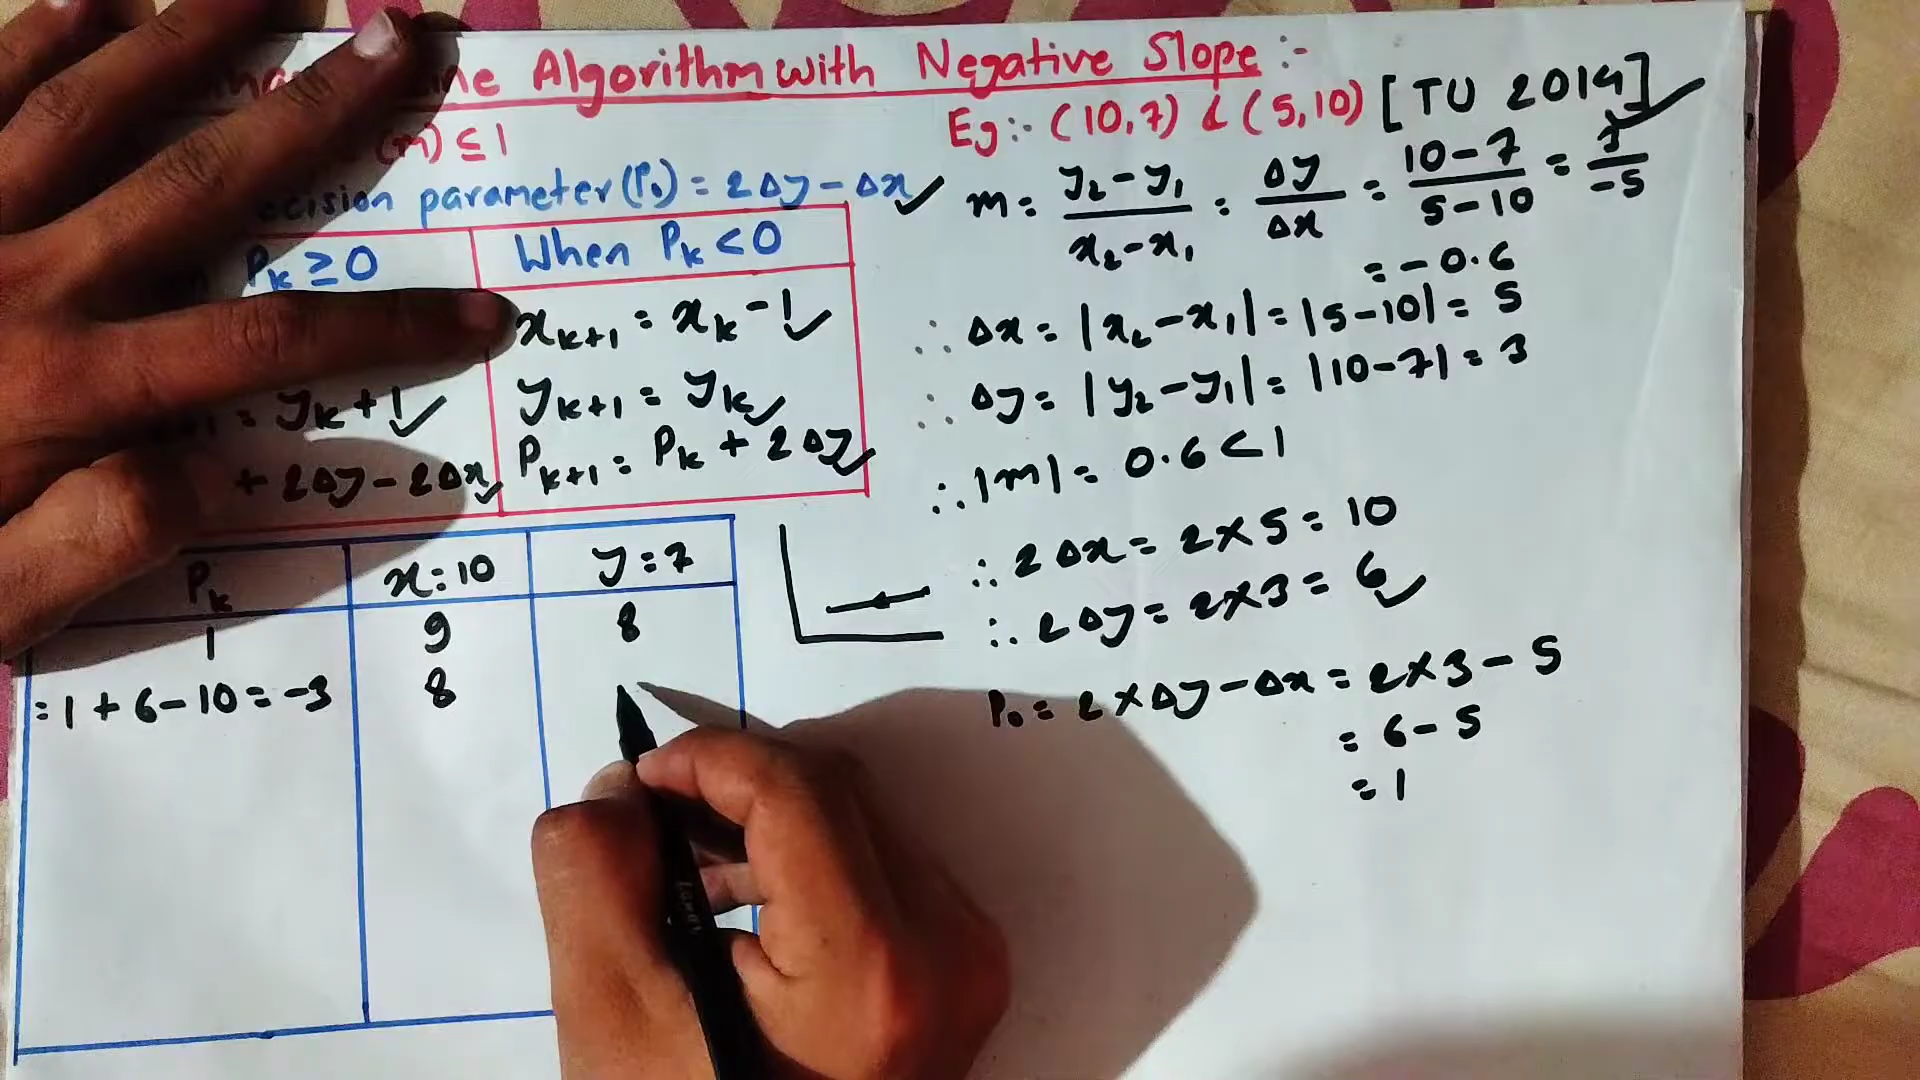 ne Algorithm with Negative Slope :-
Eg :- (10,7) & (5,10) [TU 2014]
(m) ≤ 1
ecision parameter (P₀) = 2Δy - Δx ✓
Pk ≥ 0
When Pk < 0
xk+1 = xk - 1 ✓
= yk + 1 ✓
yk+1 = yk ✓
+ 2Δy - 2Δx ✓
Pk+1 = Pk + 2Δy ✓
m = y₂ - y₁ / x₂ - x₁ = Δy / Δx = 10 - 7 / 5 - 10 = 3 / -5
= -0.6
∴ Δx = |x₂ - x₁| = |5 - 10| = 5
∴ Δy = |y₂ - y₁| = |10 - 7| = 3
∴ |m| = 0.6 < 1
∴ 2Δx = 2 × 5 = 10
∴ 2Δy = 2 × 3 = 6 ✓
P₀ = 2 × Δy - Δx = 2 × 3 - 5
= 6 - 5
= 1
Pk x = 10 y = 7
1 9 8
= 1 + 6 - 10 = -3 8